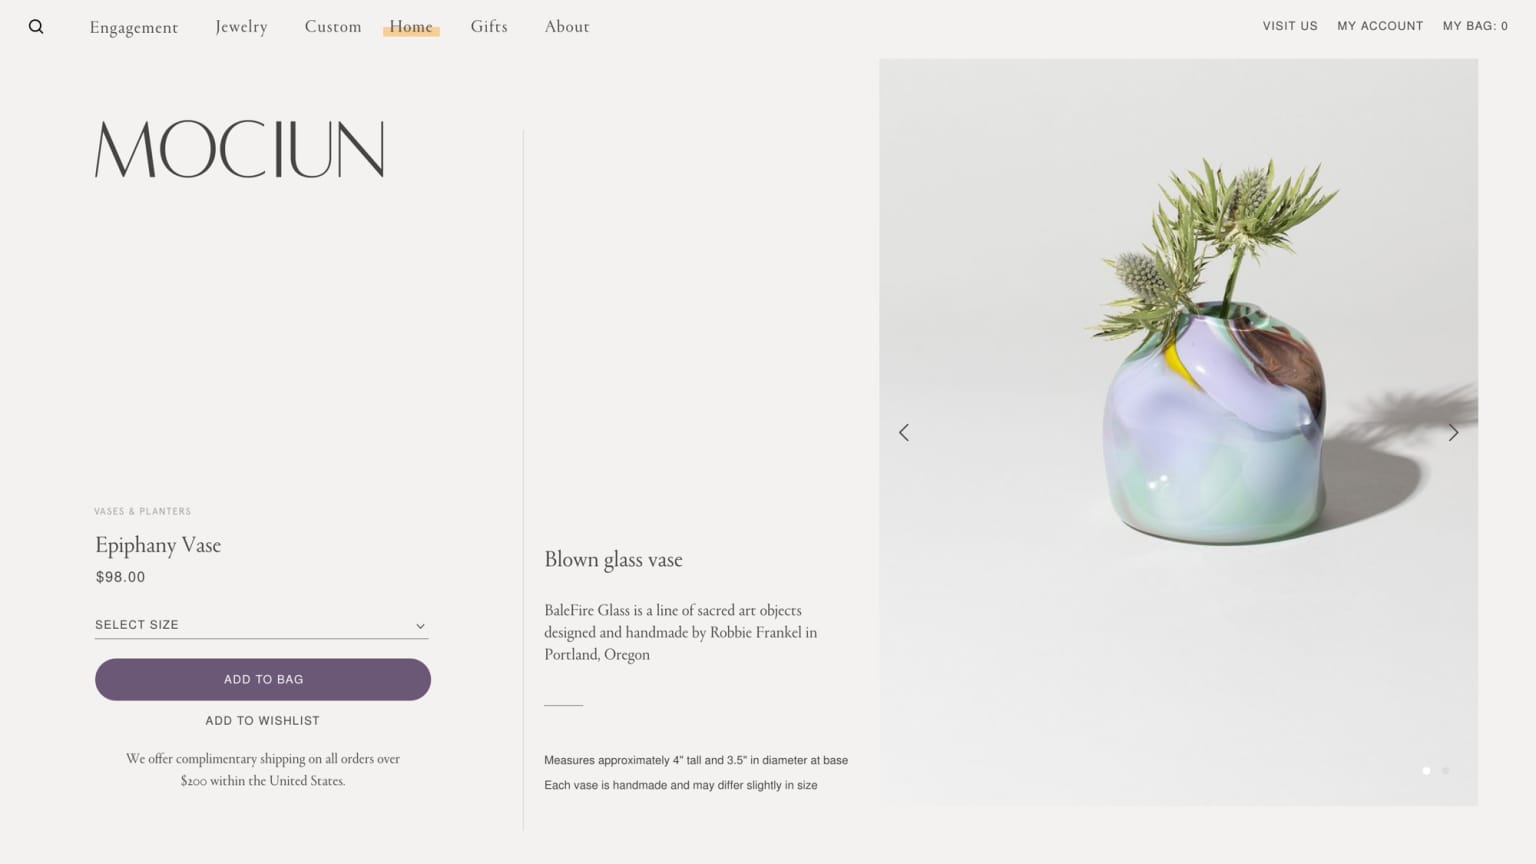 Engagement
Jewelry
Custom
Home
Gifts
About
VISIT US
MY ACCOUNT
MY BAG: 0
MOCIUN
VASES & PLANTERS
Epiphany Vase
$98.00
SELECT SIZE
ADD TO BAG
ADD TO WISHLIST
We offer complimentary shipping on all orders over
$200 within the United States.
Blown glass vase
BaleFire Glass is a line of sacred art objects
designed and handmade by Robbie Frankel in
Portland, Oregon
Measures approximately 4" tall and 3.5" in diameter at base
Each vase is handmade and may differ slightly in size